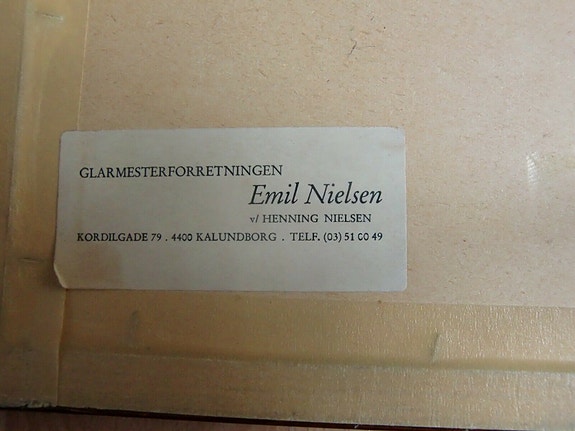 GLARMESTERFORRETNINGEN
Emil Nielsen
v/ HENNING NIELSEN
KORDILGADE 79 . 4400 KALUNDBORG . TELF. (03) 51 00 49